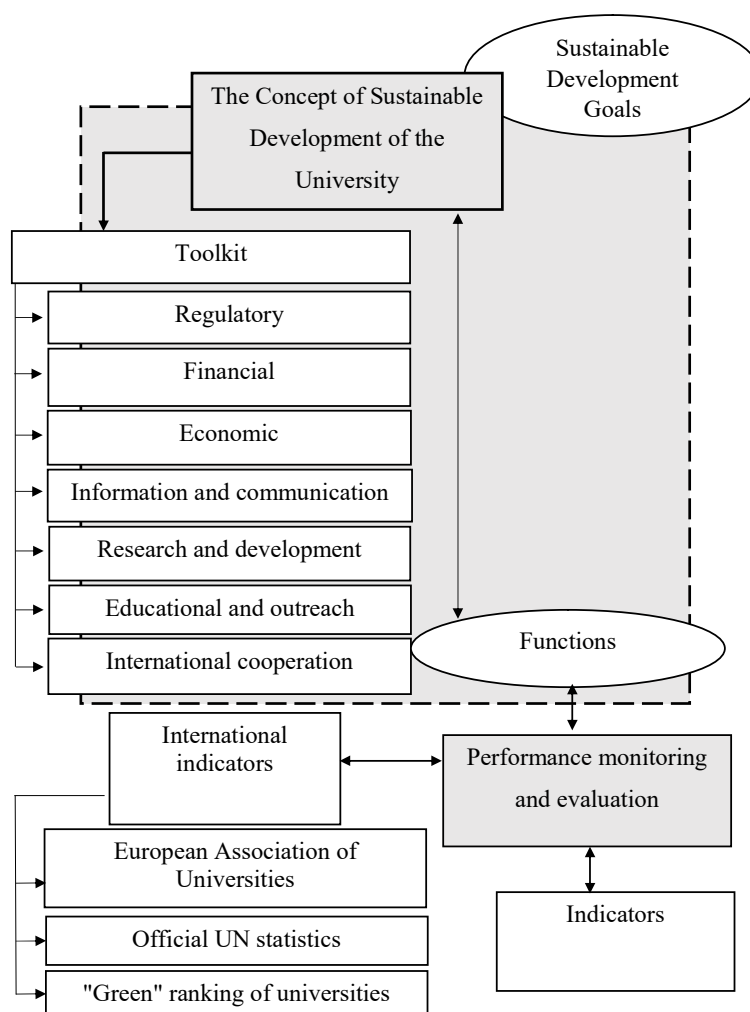 Sustainable
Development
Goals
The Concept of Sustainable
Development of the
University
Toolkit
Regulatory
Financial
Economic
Information and communication
Research and development
Educational and outreach
International cooperation
Functions
International
indicators
Performance monitoring
and evaluation
European Association of
Universities
Indicators
Official UN statistics
"Green" ranking of universities